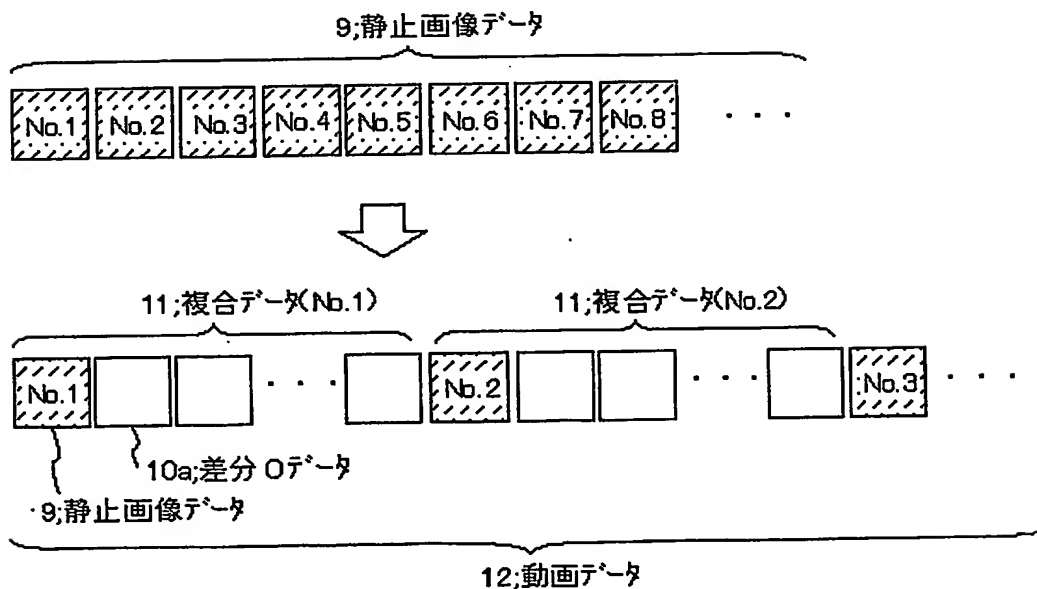 9;静止画像データ
No.1 No.2 No.3 No.4 No.5 No.6 No.7 No.8 ・・・
11;複合データ(No.1) 11;複合データ(No.2)
No.1 ・・・ No.2 ・・・ No.3 ・・・
10a;差分0データ
9;静止画像データ
12;動画データ